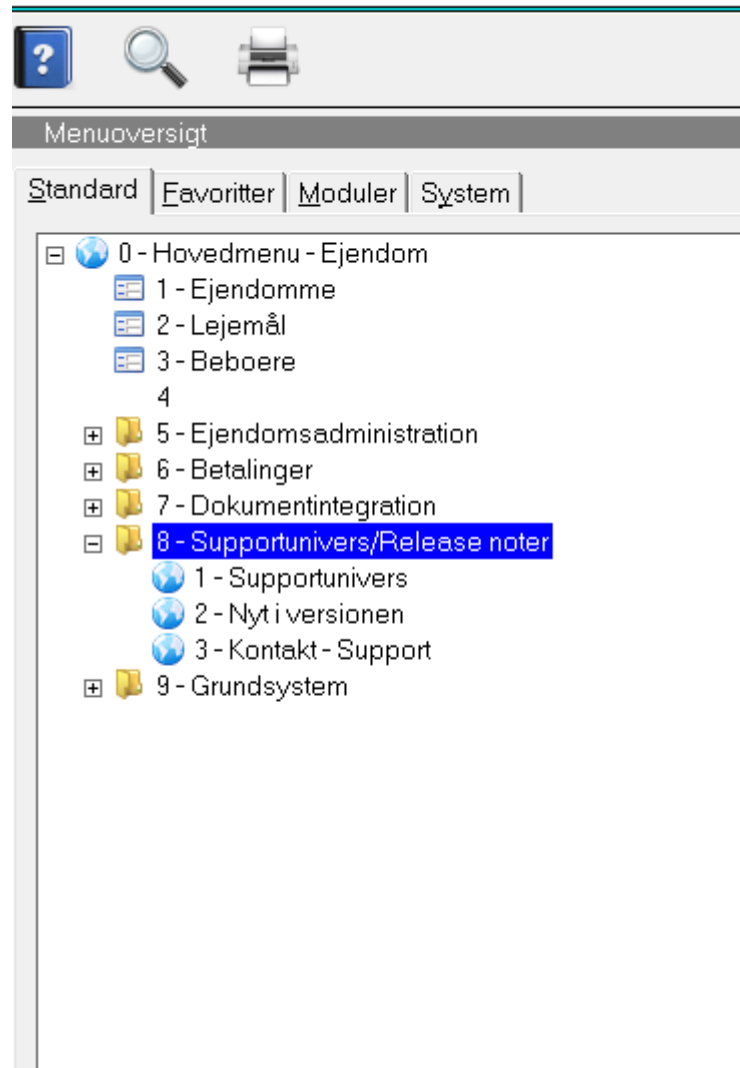 ?
Menuoversigt
Standard Favoritter Moduler System
0 - Hovedmenu - Ejendom
1 - Ejendomme
2 - Lejemål
3 - Beboere
4
5 - Ejendomsadministration
6 - Betalinger
7 - Dokumentintegration
8 - Supportunivers/Release noter
1 - Supportunivers
2 - Nyt i versionen
3 - Kontakt - Support
9 - Grundsystem